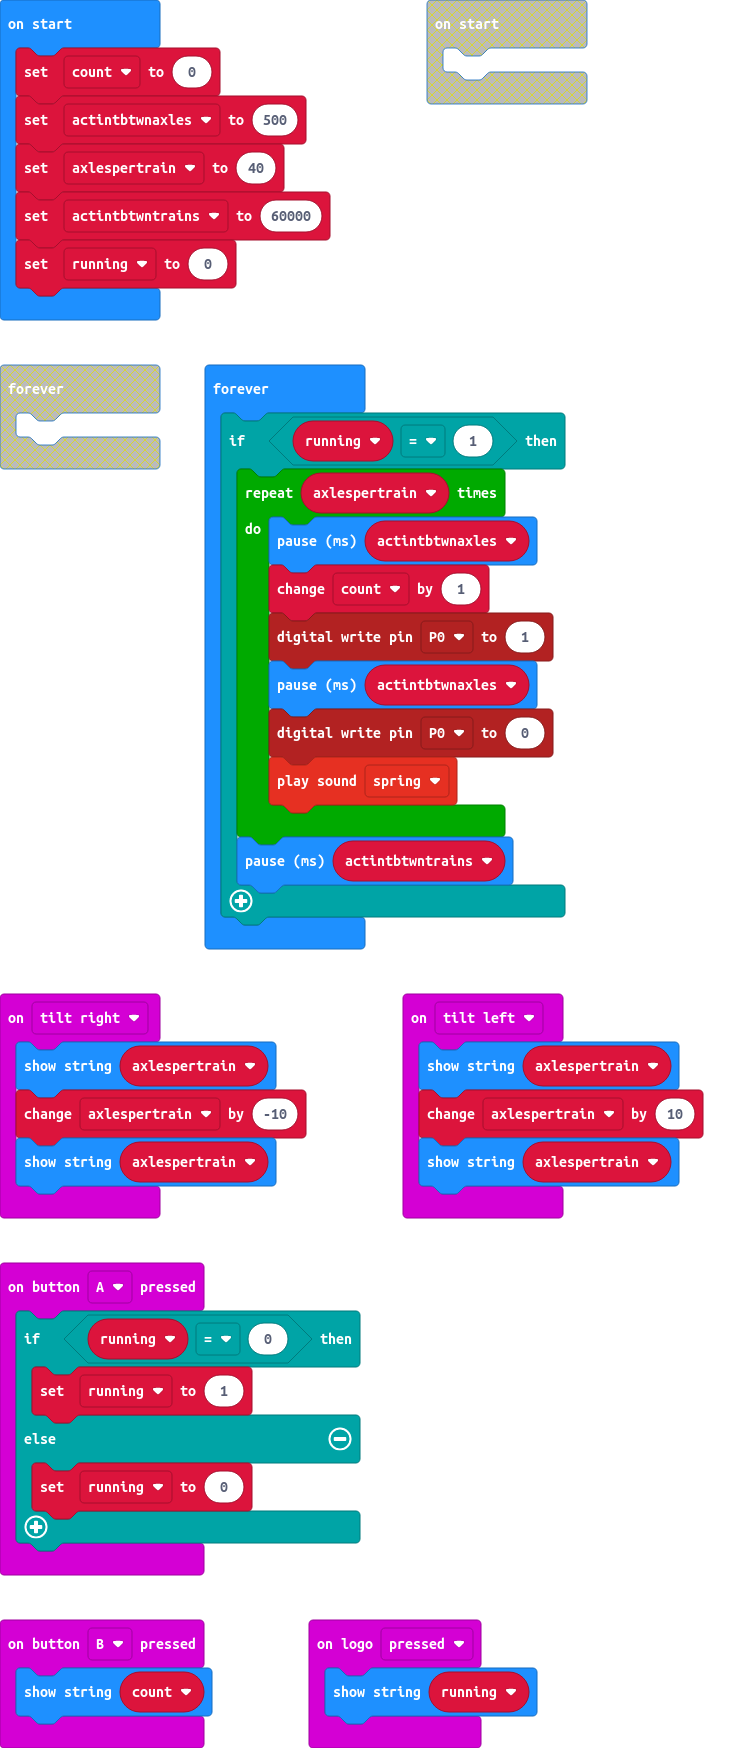 on start
set count to 0
set actintbtwnaxles to 500
set axlespertrain to 40
set actintbtwntrains to 60000
set running to 0
on start
forever
forever
if running = 1 then
repeat axlespertrain times
do
pause (ms) actintbtwnaxles
change count by 1
digital write pin P0 to 1
pause (ms) actintbtwnaxles
digital write pin P0 to 0
play sound spring
pause (ms) actintbtwntrains
on tilt right
show string axlespertrain
change axlespertrain by -10
show string axlespertrain
on tilt left
show string axlespertrain
change axlespertrain by 10
show string axlespertrain
on button A pressed
if running = 0 then
set running to 1
else
set running to 0
on button B pressed
show string count
on logo pressed
show string running